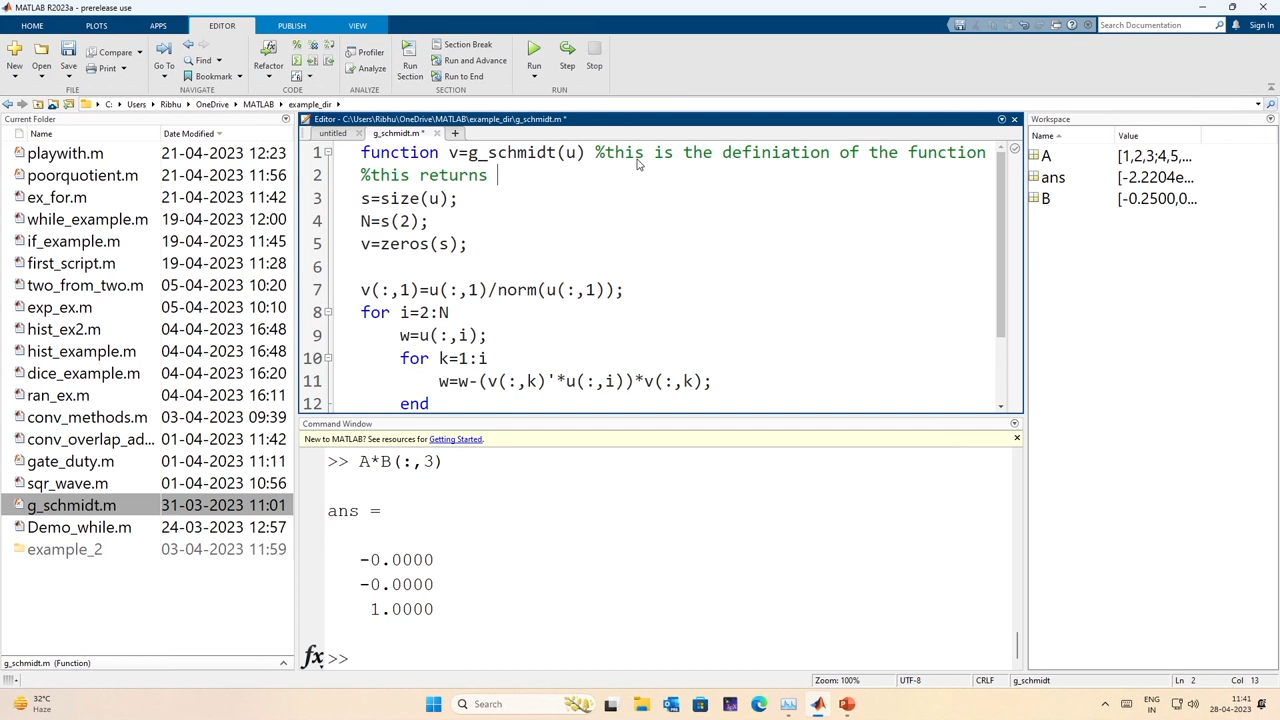 MATLAB R2023a - prerelease use
HOME PLOTS APPS EDITOR PUBLISH VIEW
Search Documentation
Sign In
New Open Save Compare Print Go To Find Bookmark Refactor Profiler Analyze Run Section Section Break Run and Advance Run to End Run Step Stop
FILE NAVIGATE CODE ANALYZE SECTION RUN
C: Users Ribhu OneDrive MATLAB example_dir
Current Folder
Name Date Modified
playwith.m 21-04-2023 12:23
poorquotient.m 21-04-2023 11:56
ex_for.m 21-04-2023 11:42
while_example.m 19-04-2023 12:00
if_example.m 19-04-2023 11:45
first_script.m 19-04-2023 11:28
two_from_two.m 05-04-2023 10:20
exp_ex.m 05-04-2023 10:10
hist_ex2.m 04-04-2023 16:48
hist_example.m 04-04-2023 16:48
dice_example.m 04-04-2023 16:20
ran_ex.m 04-04-2023 16:00
conv_methods.m 03-04-2023 09:39
conv_overlap_ad... 01-04-2023 11:42
gate_duty.m 01-04-2023 11:11
sqr_wave.m 01-04-2023 10:56
g_schmidt.m 31-03-2023 11:01
Demo_while.m 24-03-2023 12:57
example_2 03-04-2023 11:59
g_schmidt.m (Function)
Editor - C:\Users\Ribhu\OneDrive\MATLAB\example_dir\g_schmidt.m *
untitled g_schmidt.m * +
1 function v=g_schmidt(u) %this is the definiation of the function
2 %this returns
3 s=size(u);
4 N=s(2);
5 v=zeros(s);
6
7 v(:,1)=u(:,1)/norm(u(:,1));
8 for i=2:N
9 w=u(:,i);
10 for k=1:i
11 w=w-(v(:,k)'*u(:,i))*v(:,k);
12 end
Command Window
New to MATLAB? See resources for Getting Started.
>> A*B(:,3)
ans =
-0.0000
-0.0000
1.0000
fx >>
Workspace
Name Value
A [1,2,3;4,5,...
ans [-2.2204e...
B [-0.2500,0...
Zoom: 100% UTF-8 CRLF g_schmidt Ln 2 Col 13
32°C
Haze
Search
ENG
IN
11:41
28-04-2023